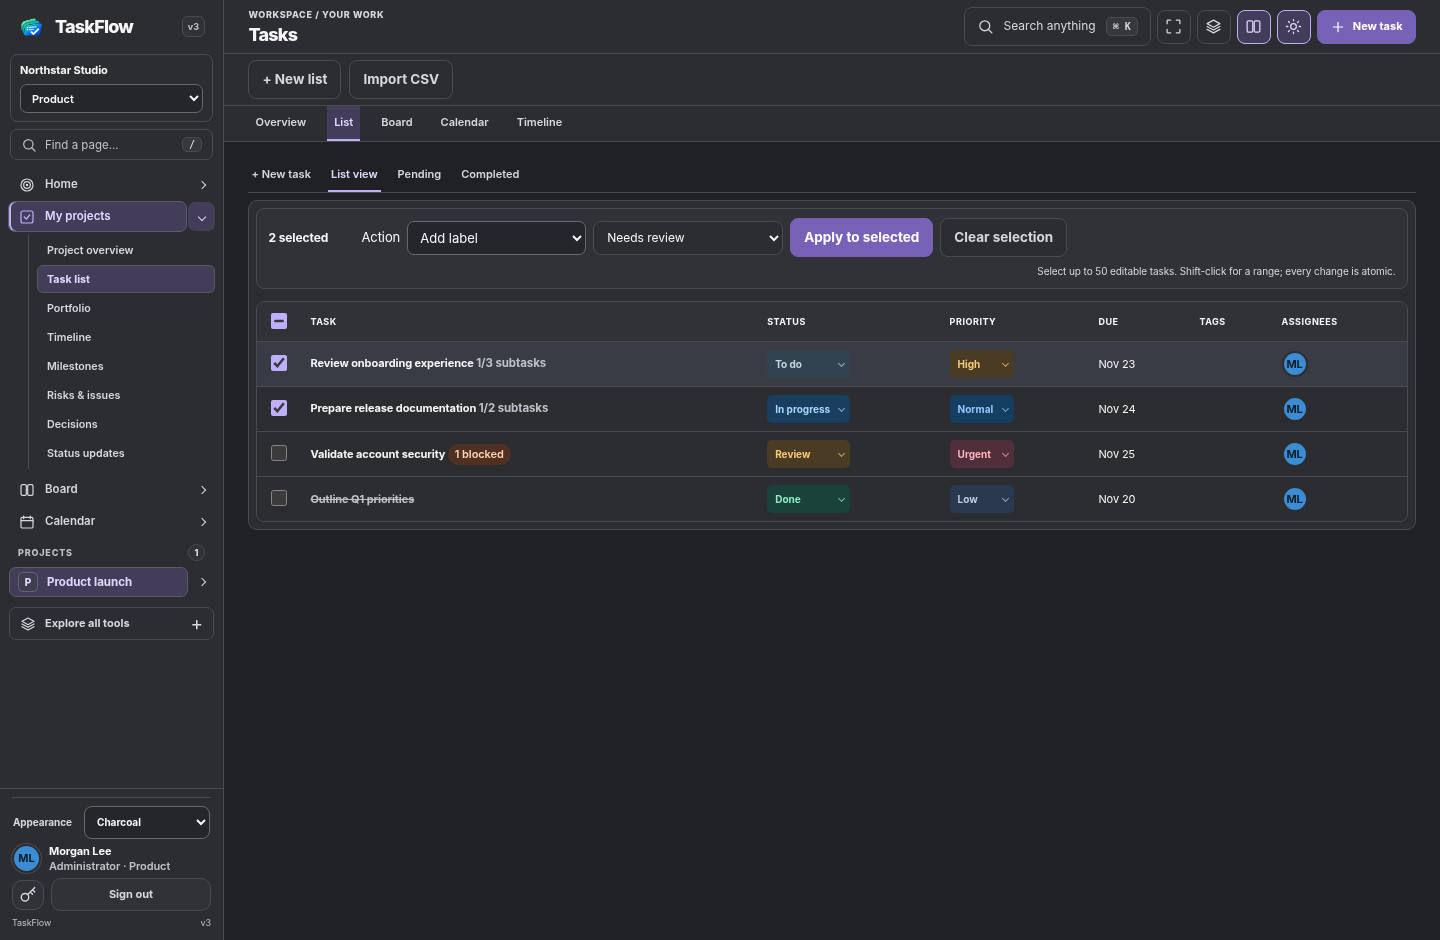 TaskFlow
v3
Northstar Studio
Product
Find a page...
/
Home
My projects
Project overview
Task list
Portfolio
Timeline
Milestones
Risks & issues
Decisions
Status updates
Board
Calendar
PROJECTS
1
P
Product launch
Explore all tools
Appearance
Charcoal
ML
Morgan Lee
Administrator · Product
Sign out
TaskFlow
v3
WORKSPACE / YOUR WORK
Tasks
Search anything
⌘ K
+ New task
+ New list
Import CSV
Overview
List
Board
Calendar
Timeline
+ New task
List view
Pending
Completed
2 selected
Action
Add label
Needs review
Apply to selected
Clear selection
Select up to 50 editable tasks. Shift-click for a range; every change is atomic.
TASK STATUS PRIORITY DUE TAGS ASSIGNEES
Review onboarding experience 1/3 subtasks To do High Nov 23 ML
Prepare release documentation 1/2 subtasks In progress Normal Nov 24 ML
Validate account security 1 blocked Review Urgent Nov 25 ML
Outline Q1 priorities Done Low Nov 20 ML